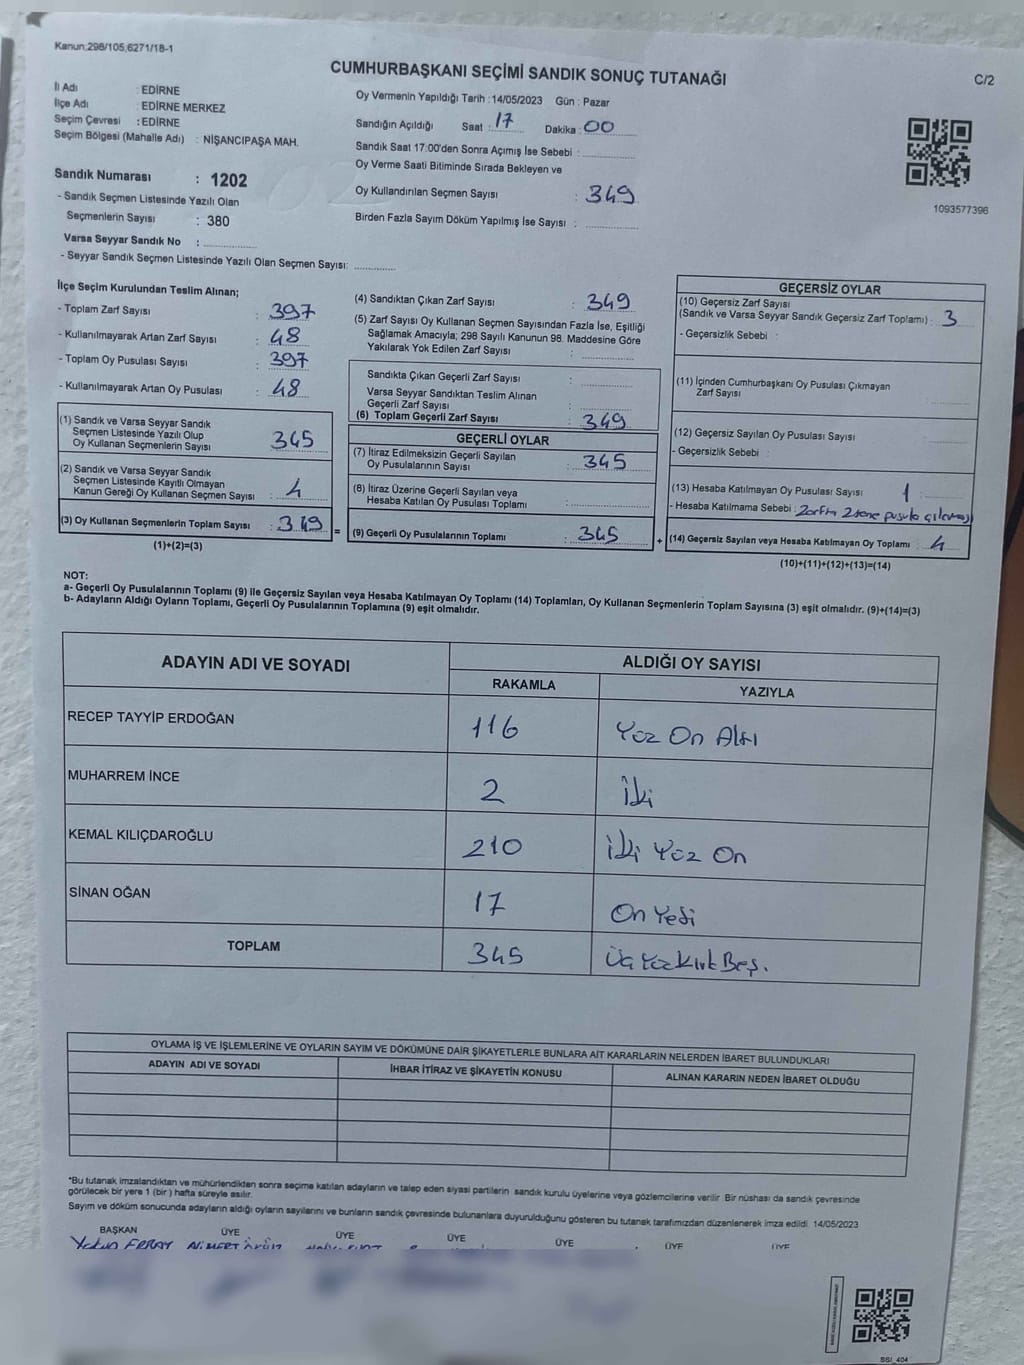 Kanun;298/105,6271/18-1
CUMHURBAŞKANI SEÇİMİ SANDIK SONUÇ TUTANAĞI
C/2
İl Adı : EDİRNE
İlçe Adı : EDİRNE MERKEZ
Seçim Çevresi : EDİRNE
Seçim Bölgesi (Mahalle Adı) : NİŞANCIPAŞA MAH.
Oy Vermenin Yapıldığı Tarih :14/05/2023 Gün : Pazar
Sandığın Açıldığı Saat : 17 Dakika : 00
Sandık Saat 17:00'den Sonra Açımış İse Sebebi :
Oy Verme Saati Bitiminde Sırada Bekleyen ve
Oy Kullandırılan Seçmen Sayısı : 349
Birden Fazla Sayım Döküm Yapılmış İse Sayısı :
1093577396
Sandık Numarası : 1202
- Sandık Seçmen Listesinde Yazılı Olan
Seçmenlerin Sayısı : 380
Varsa Seyyar Sandık No :
- Seyyar Sandık Seçmen Listesinde Yazılı Olan Seçmen Sayısı:
İlçe Seçim Kurulundan Teslim Alınan;
- Toplam Zarf Sayısı : 397
- Kullanılmayarak Artan Zarf Sayısı : 48
- Toplam Oy Pusulası Sayısı : 397
- Kullanılmayarak Artan Oy Pusulası : 48
(1) Sandık ve Varsa Seyyar Sandık
Seçmen Listesinde Yazılı Olup
Oy Kullanan Seçmenlerin Sayısı : 345
(2) Sandık ve Varsa Seyyar Sandık
Seçmen Listesinde Kayıtlı Olmayan
Kanun Gereği Oy Kullanan Seçmen Sayısı : 4
(3) Oy Kullanan Seçmenlerin Toplam Sayısı : 349 =
(1)+(2)=(3)
(4) Sandıktan Çıkan Zarf Sayısı : 349
(5) Zarf Sayısı Oy Kullanan Seçmen Sayısından Fazla İse, Eşitliği
Sağlamak Amacıyla; 298 Sayılı Kanunun 98. Maddesine Göre
Yakılarak Yok Edilen Zarf Sayısı :
Sandıkta Çıkan Geçerli Zarf Sayısı :
Varsa Seyyar Sandıktan Teslim Alınan
Geçerli Zarf Sayısı :
(6) Toplam Geçerli Zarf Sayısı : 349
GEÇERLİ OYLAR
(7) İtiraz Edilmeksizin Geçerli Sayılan
Oy Pusulalarının Sayısı : 345
(8) İtiraz Üzerine Geçerli Sayılan veya
Hesaba Katılan Oy Pusulaları Toplamı :
(9) Geçerli Oy Pusulalarının Toplamı : 345 +
GEÇERSİZ OYLAR
(10) Geçersiz Zarf Sayısı
(Sandık ve Varsa Seyyar Sandık Geçersiz Zarf Toplamı) : 3
- Geçersizlik Sebebi :
(11) İçinden Cumhurbaşkanı Oy Pusulası Çıkmayan
Zarf Sayısı :
(12) Geçersiz Sayılan Oy Pusulası Sayısı :
- Geçersizlik Sebebi :
(13) Hesaba Katılmayan Oy Pusulası Sayısı : 1
- Hesaba Katılmama Sebebi : Zarftan 2 tane pusula çıkması
(14) Geçersiz Sayılan veya Hesaba Katılmayan Oy Toplamı : 4
(10)+(11)+(12)+(13)=(14)
NOT:
a- Geçerli Oy Pusulalarının Toplamı (9) ile Geçersiz Sayılan veya Hesaba Katılmayan Oy Toplamı (14) Toplamları, Oy Kullanan Seçmenlerin Toplam Sayısına (3) eşit olmalıdır. (9)+(14)=(3)
b- Adayların Aldığı Oyların Toplamı, Geçerli Oy Pusulalarının Toplamına (9) eşit olmalıdır.
ADAYIN ADI VE SOYADI
ALDIĞI OY SAYISI
RAKAMLA YAZIYLA
RECEP TAYYİP ERDOĞAN 116 Yüz On Altı
MUHARREM İNCE 2 İki
KEMAL KILIÇDAROĞLU 210 İki Yüz On
SİNAN OĞAN 17 On Yedi
TOPLAM 345 Üç Yüz Kırk Beş.
OYLAMA İŞ VE İŞLEMLERİNE VE OYLARIN SAYIM VE DÖKÜMÜNE DAİR ŞİKAYETLERLE BUNLARA AİT KARARLARIN NELERDEN İBARET BULUNDUKLARI
ADAYIN ADI VE SOYADI İHBAR İTİRAZ VE ŞİKAYETİN KONUSU ALINAN KARARIN NEDEN İBARET OLDUĞU
*Bu tutanak imzalandıktan ve mühürlendikten sonra seçime katılan adayların ve talep eden siyasi partilerin sandık kurulu üyelerine veya gözlemcilerine verilir. Bir nüshası da sandık çevresinde
görülecek bir yere 1 (bir ) hafta süreyle asılır.
Sayım ve döküm sonucunda adayların aldığı oyların sayılarını ve bunların sandık çevresinde bulunanlara duyurulduğunu gösteren bu tutanak tarafımızdan düzenlenerek imza edildi. 14/05/2023
BAŞKAN ÜYE ÜYE ÜYE ÜYE ÜYE ÜYE
SSI_404